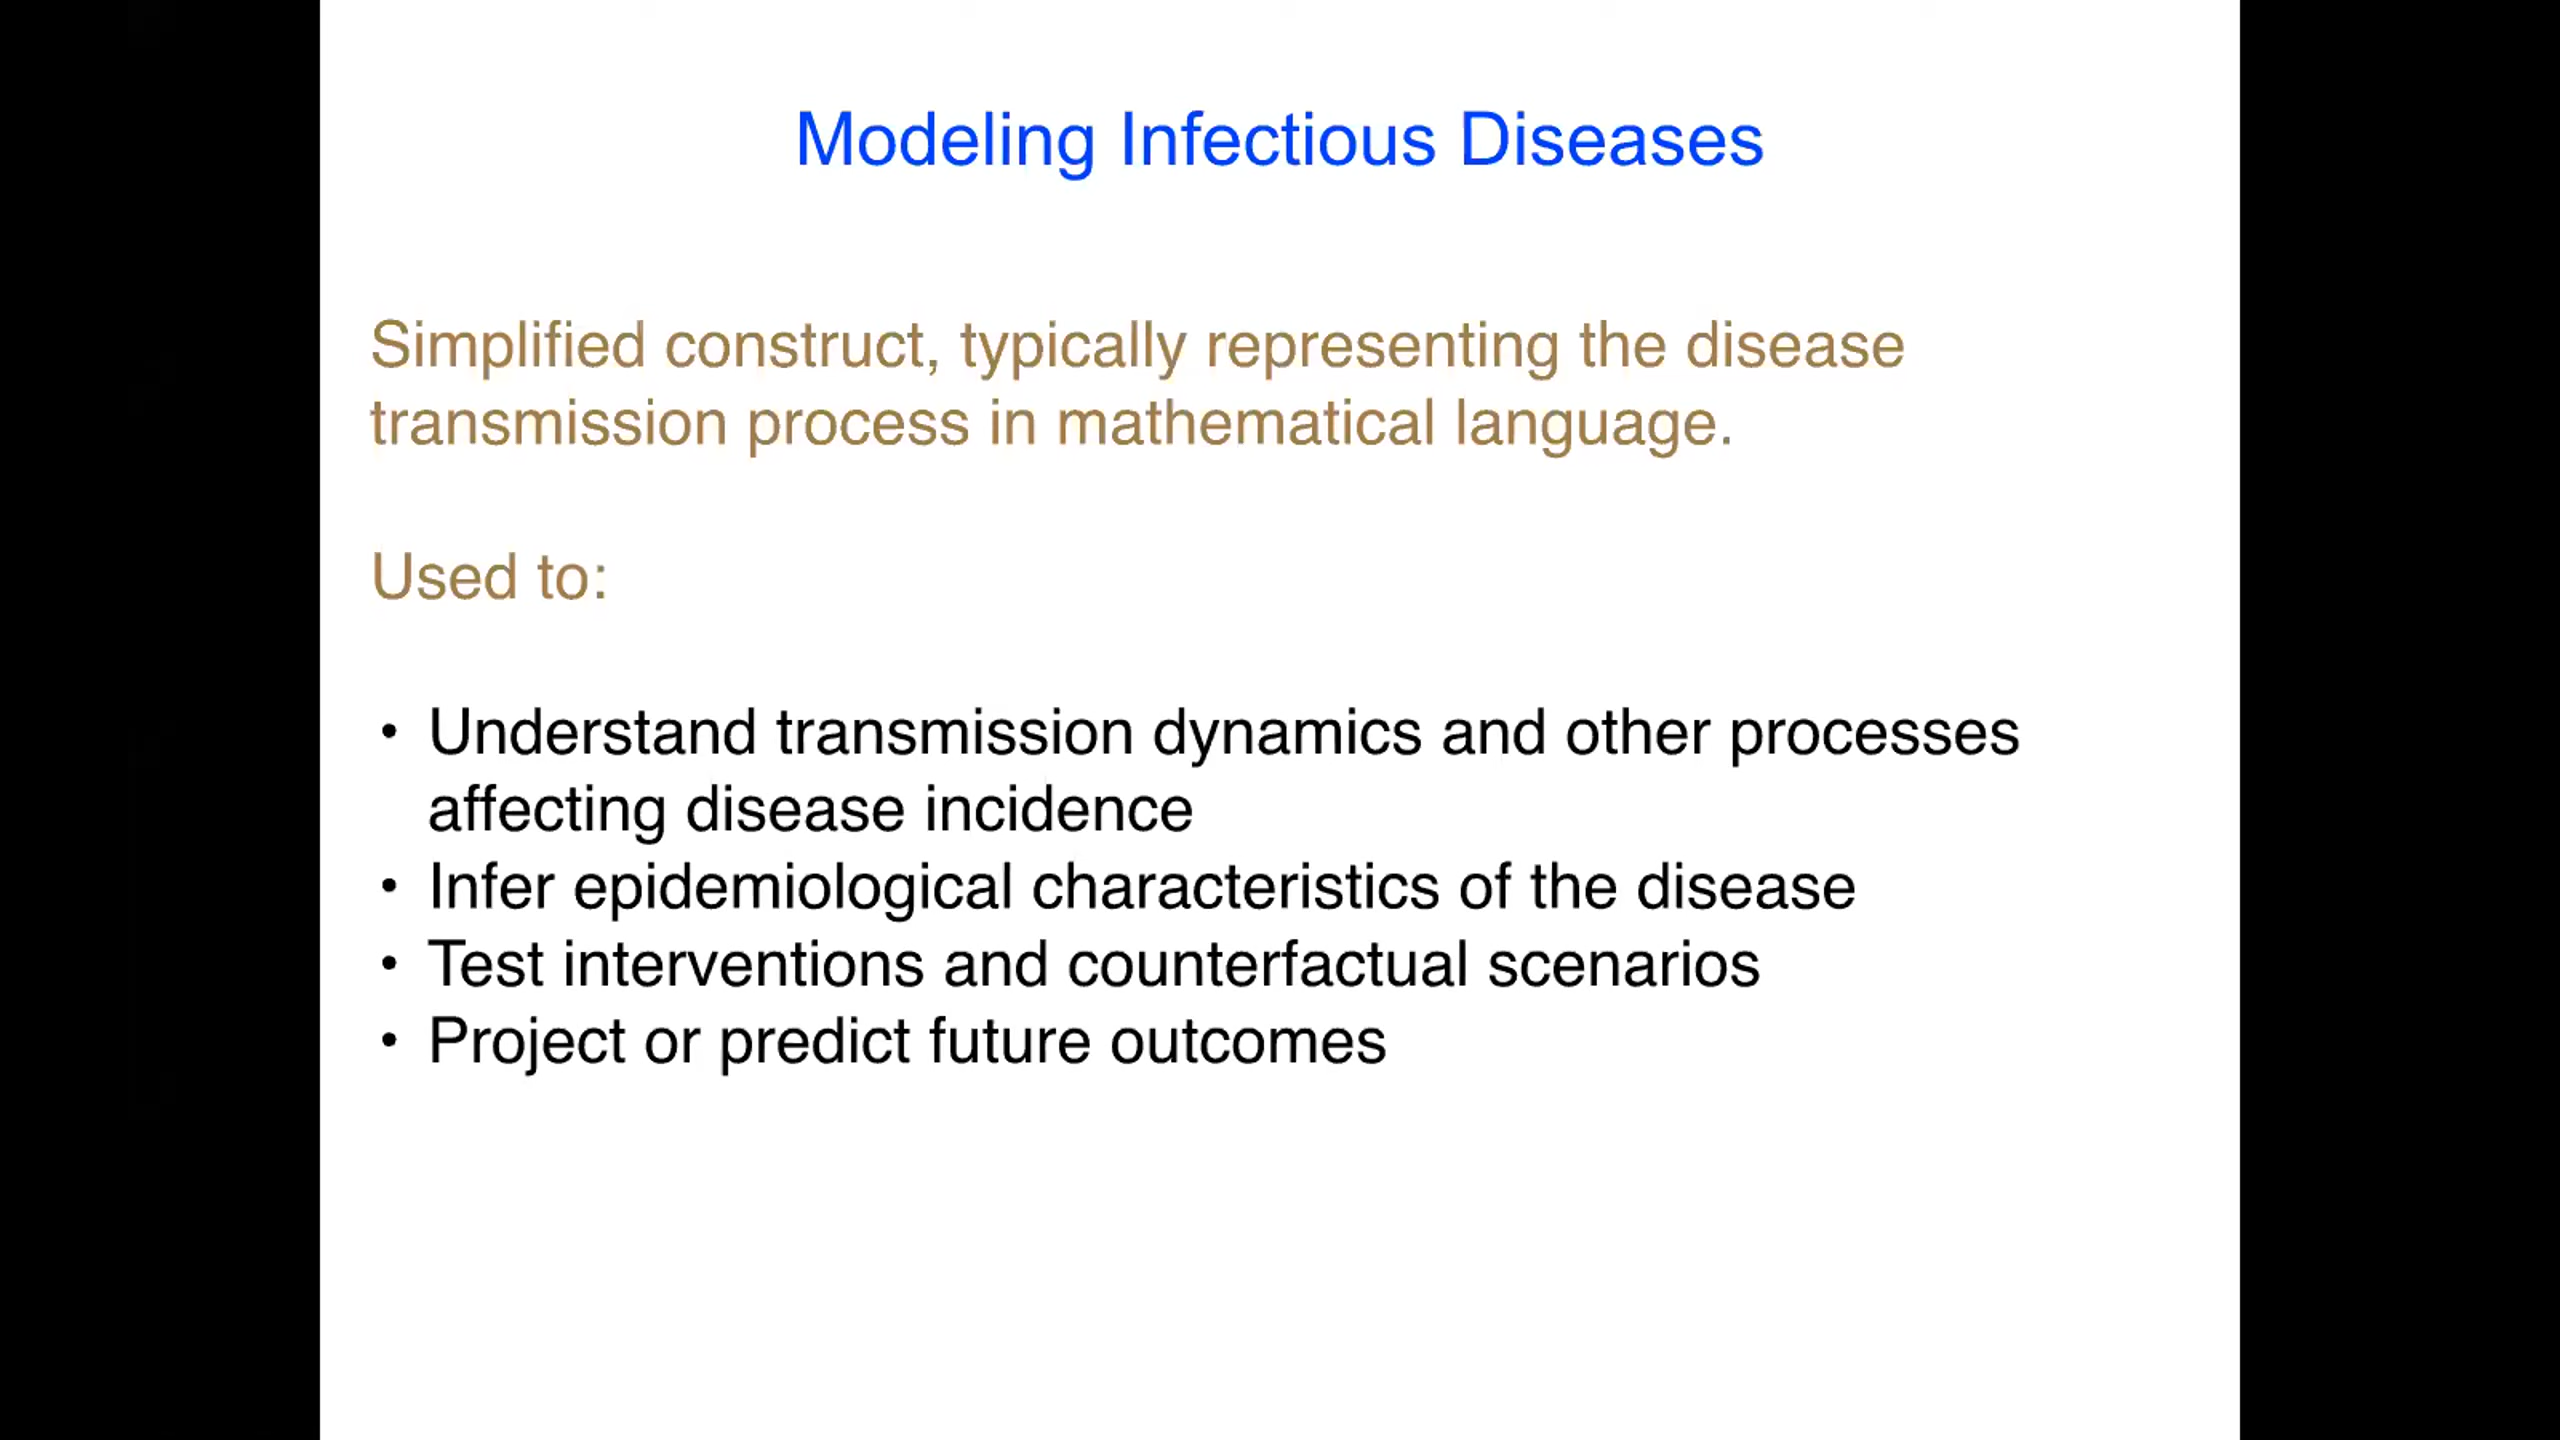 Modeling Infectious Diseases
Simplified construct, typically representing the disease
transmission process in mathematical language.
Used to:
• Understand transmission dynamics and other processes
affecting disease incidence
• Infer epidemiological characteristics of the disease
• Test interventions and counterfactual scenarios
• Project or predict future outcomes